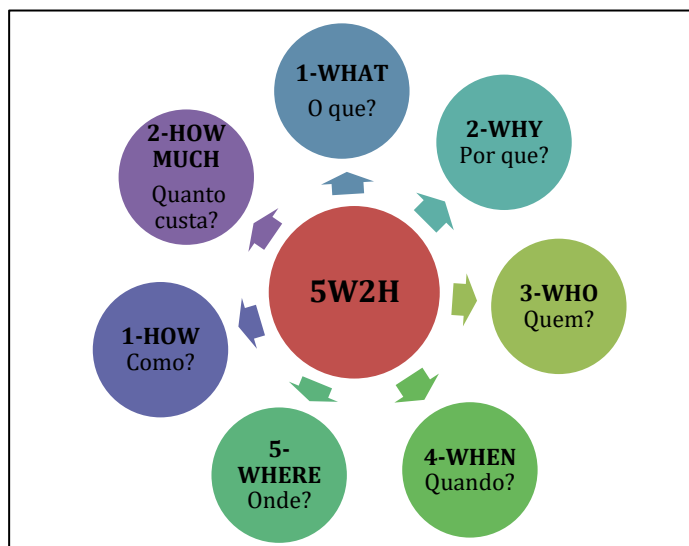 1-WHAT
O que?
2-WHY
Por que?
3-WHO
Quem?
4-WHEN
Quando?
5-
WHERE
Onde?
1-HOW
Como?
2-HOW
MUCH
Quanto
custa?
5W2H